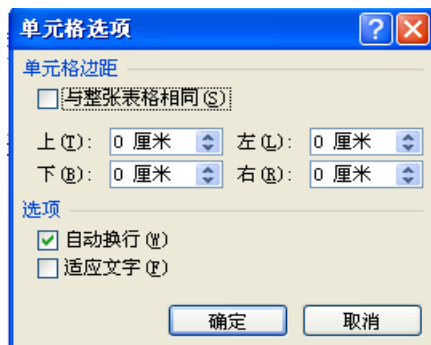 单元格选项
单元格边距
与整张表格相同(S)
上(T): 0 厘米 左(L): 0 厘米
下(B): 0 厘米 右(R): 0 厘米
选项
自动换行(W)
适应文字(F)
确定 取消